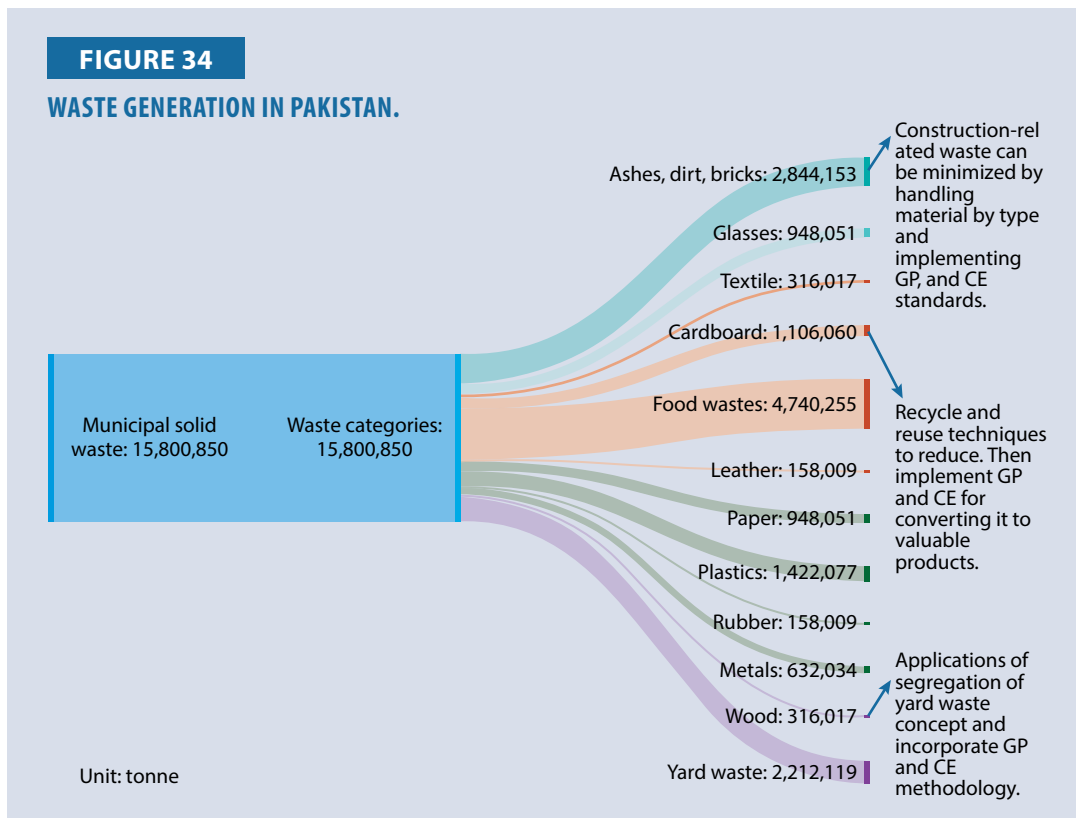 FIGURE 34
WASTE GENERATION IN PAKISTAN.
Municipal solid
waste: 15,800,850
Waste categories:
15,800,850
Ashes, dirt, bricks: 2,844,153
Glasses: 948,051
Textile: 316,017
Cardboard: 1,106,060
Food wastes: 4,740,255
Leather: 158,009
Paper: 948,051
Plastics: 1,422,077
Rubber: 158,009
Metals: 632,034
Wood: 316,017
Yard waste: 2,212,119
Construction-rel
ated waste can
be minimized by
handling
material by type
and
implementing
GP, and CE
standards.
Recycle and
reuse techniques
to reduce. Then
implement GP
and CE for
converting it to
valuable
products.
Applications of
segregation of
yard waste
concept and
incorporate GP
and CE
methodology.
Unit: tonne